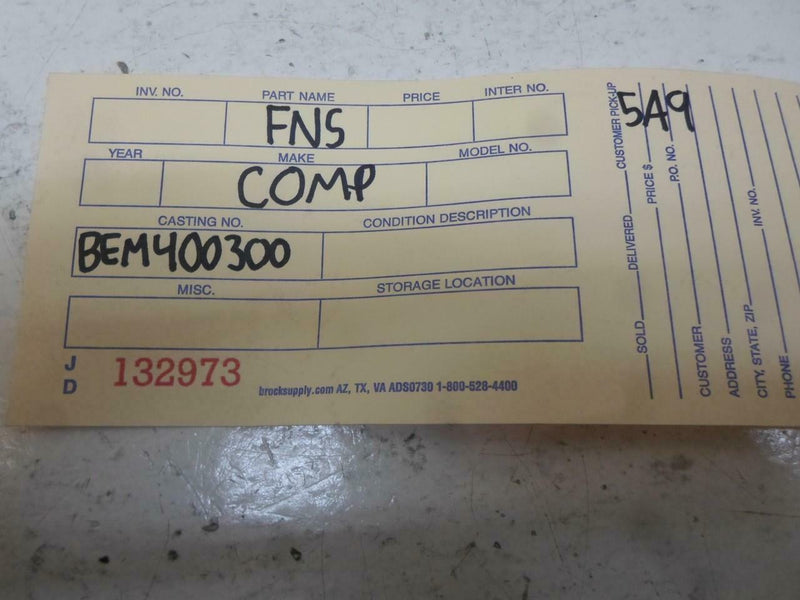 INV. NO. PART NAME PRICE INTER NO.
FNS
YEAR MAKE MODEL NO.
COMP
CASTING NO. CONDITION DESCRIPTION
BEM400300
MISC. STORAGE LOCATION
J
D
132973
brocksupply.com AZ, TX, VA ADS0730 1-800-528-4400
5A9
SOLD DELIVERED CUSTOMER PICK-UP
PRICE $
P.O. NO.
CUSTOMER
ADDRESS
CITY, STATE, ZIP INV. NO.
PHONE